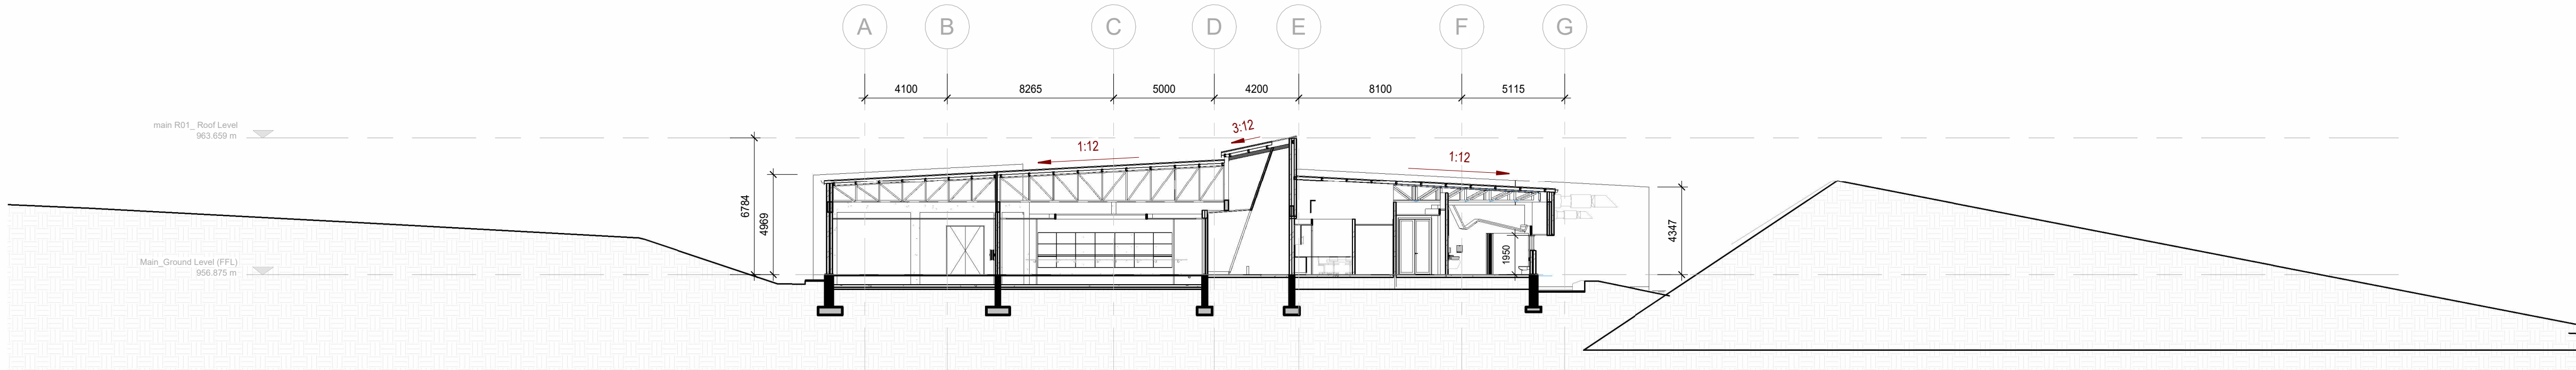 A B C D E F G
4100 8265 5000 4200 8100 5115
main R01_ Roof Level
963.659 m
3:12
1:12
1:12
6784
4969
4347
1950
Main_Ground Level (FFL)
956.875 m